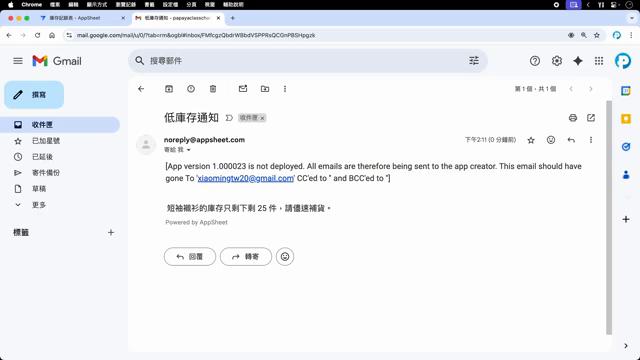 Chrome 檔案 編輯 顯示方式 瀏覽記錄 書籤 設定檔 分頁 視窗 輔助說明
庫存記錄表 - AppSheet
低庫存通知 - papayaclasschu
mail.google.com/mail/u/0/?tab=rm&ogbl#inbox/FMfcgzQbdrWBbdVSPPRsQCGnPBSHpgzk
Gmail
搜尋郵件
撰寫
第 1 個，共 1 個
收件匣
已加星號
已延後
寄件備份
草稿
更多
標籤
低庫存通知
收件匣 ×
noreply@appsheet.com
下午2:11 (0 分鐘前)
寄給 我
[App version 1.000023 is not deployed. All emails are therefore being sent to the app creator. This email should have
gone To 'xiaomingtw20@gmail.com' CC'ed to '' and BCC'ed to '']
短袖襯衫的庫存只剩下剩 25 件，請儘速補貨。
Powered by AppSheet
回覆
轉寄